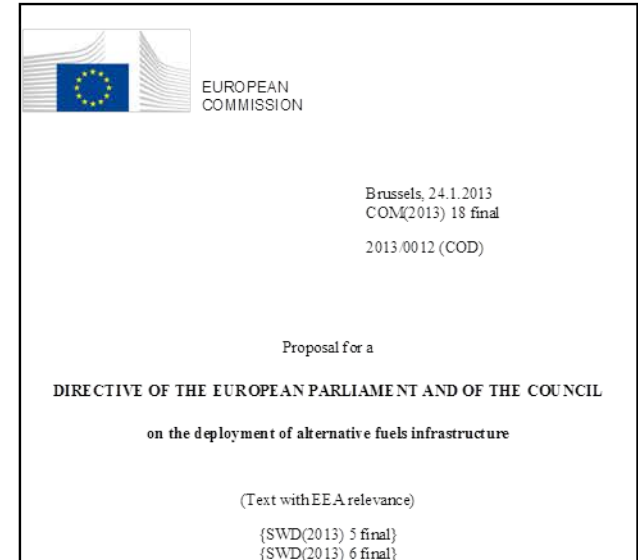 EUROPEAN
COMMISSION
Brussels, 24.1.2013
COM(2013) 18 final
2013/0012 (COD)
Proposal for a
DIRECTIVE OF THE EUROPEAN PARLIAMENT AND OF THE COUNCIL
on the deployment of alternative fuels infrastructure
(Text with EEA relevance)
{SWD(2013) 5 final}
{SWD(2013) 6 final}